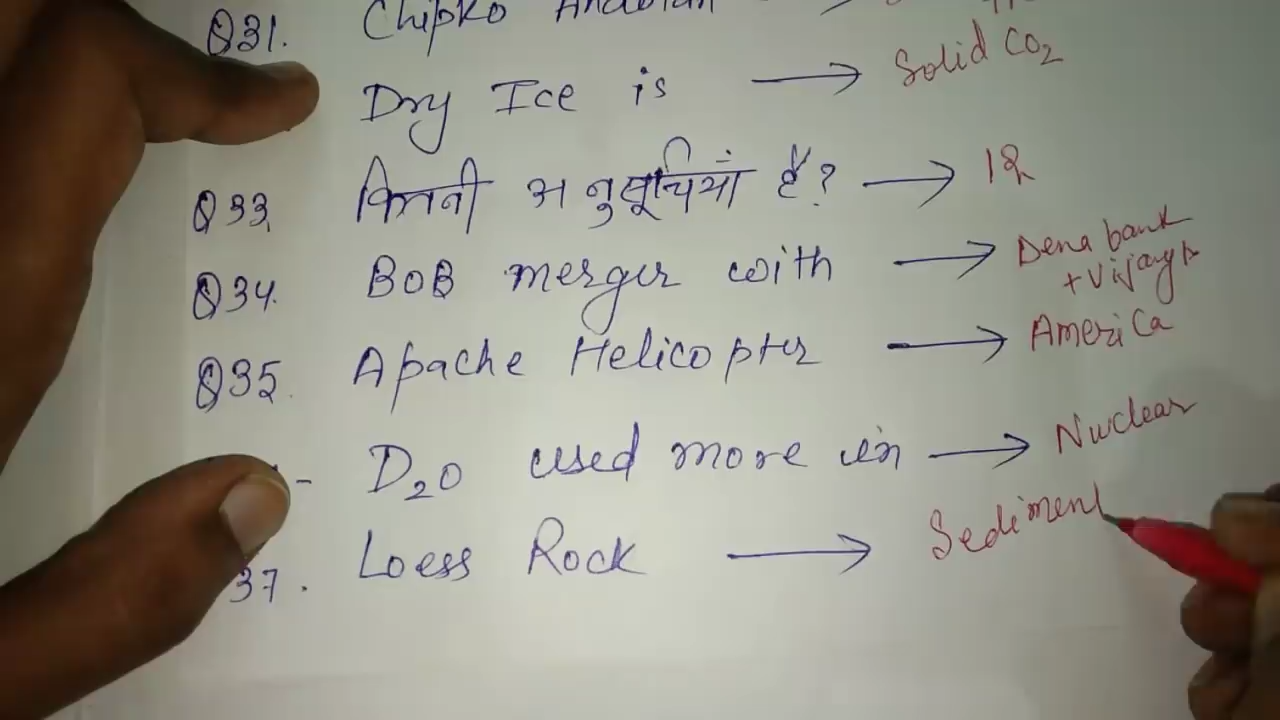 Q31. Chipko Andolan →
Dry Ice is → Solid CO2
Q33 कितनी अनुसूचियां हैं? → 12
Q34. BOB merger with → Dena bank + Vijaya
Q35. Apache Helicopter → America
- D2O used more in → Nuclear
37. Loess Rock → Sediment